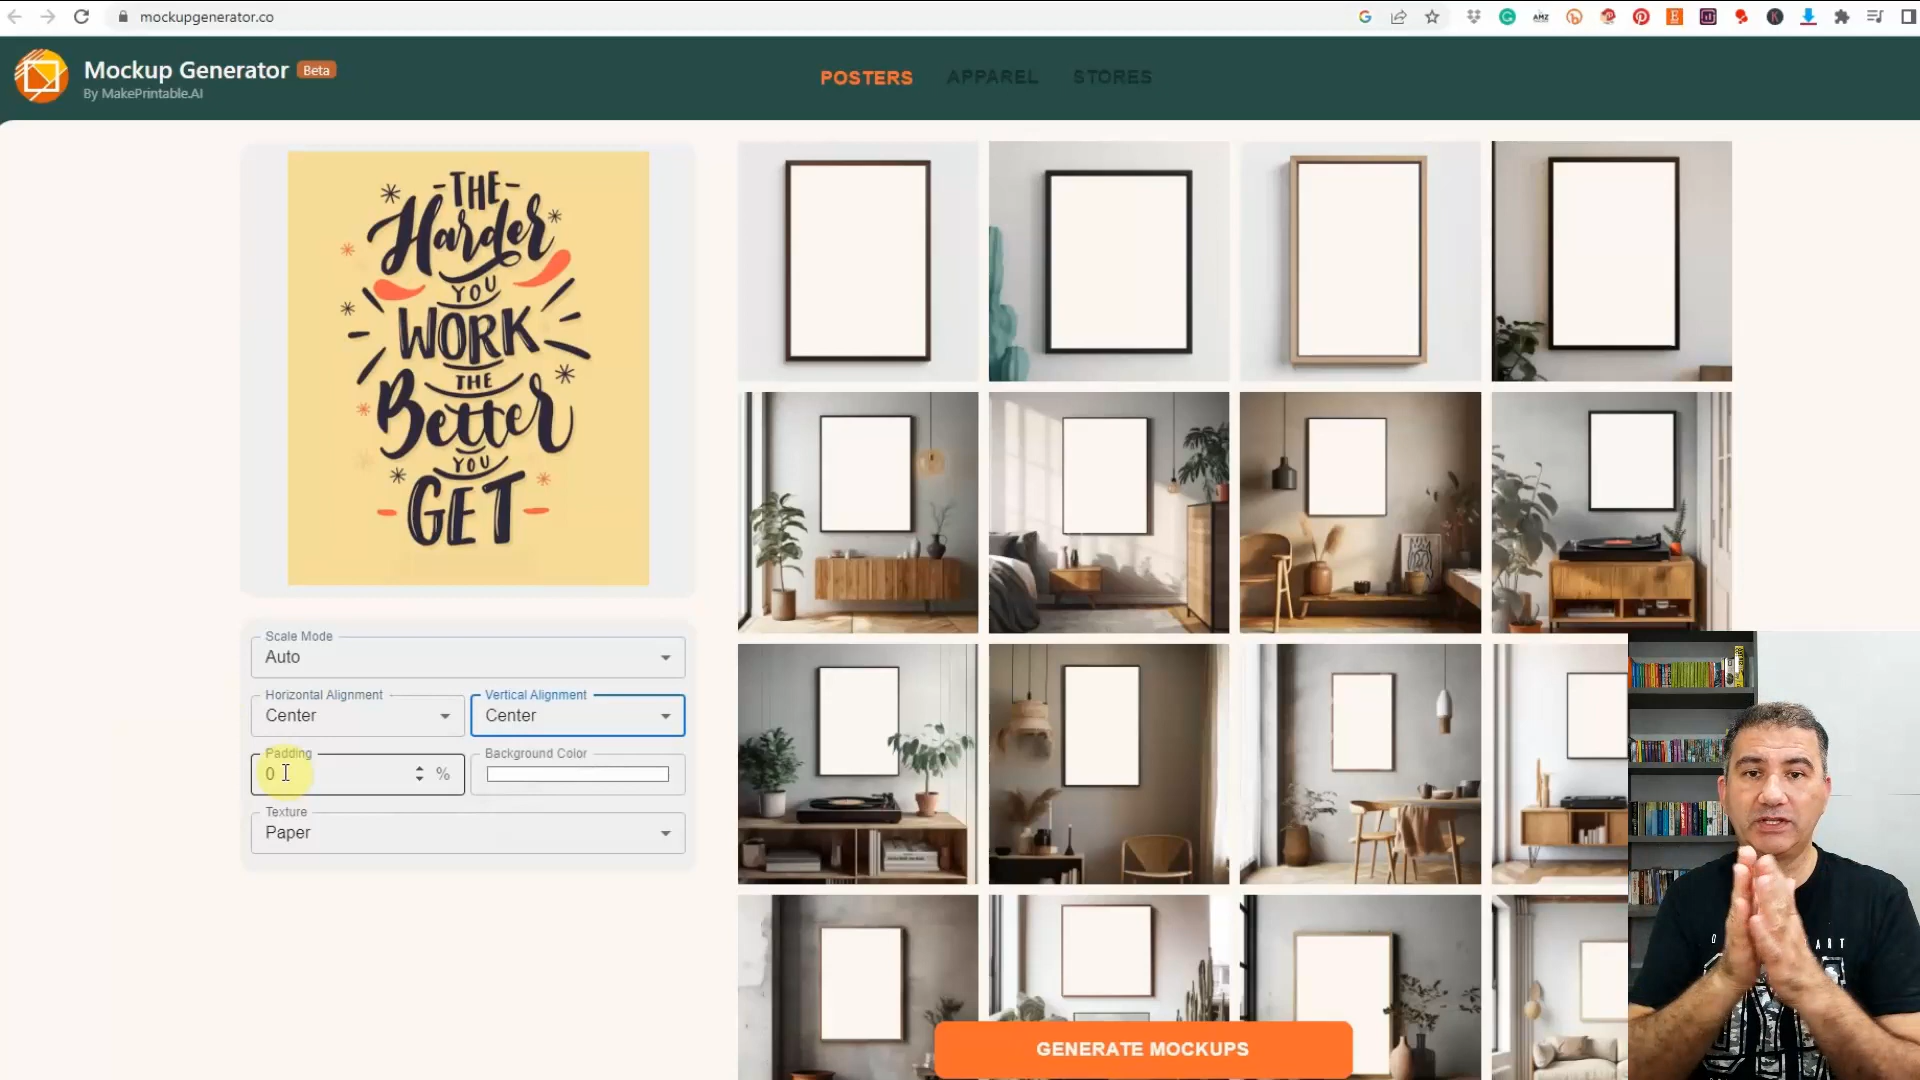 mockupgenerator.co
Mockup Generator Beta
By MakePrintable.AI
POSTERS APPAREL STORES
-THE-
Harder
YOU
WORK
THE
Better
YOU
GET
Scale Mode
Auto
Horizontal Alignment
Center
Vertical Alignment
Center
Padding
0 %
Background Color
Texture
Paper
GENERATE MOCKUPS